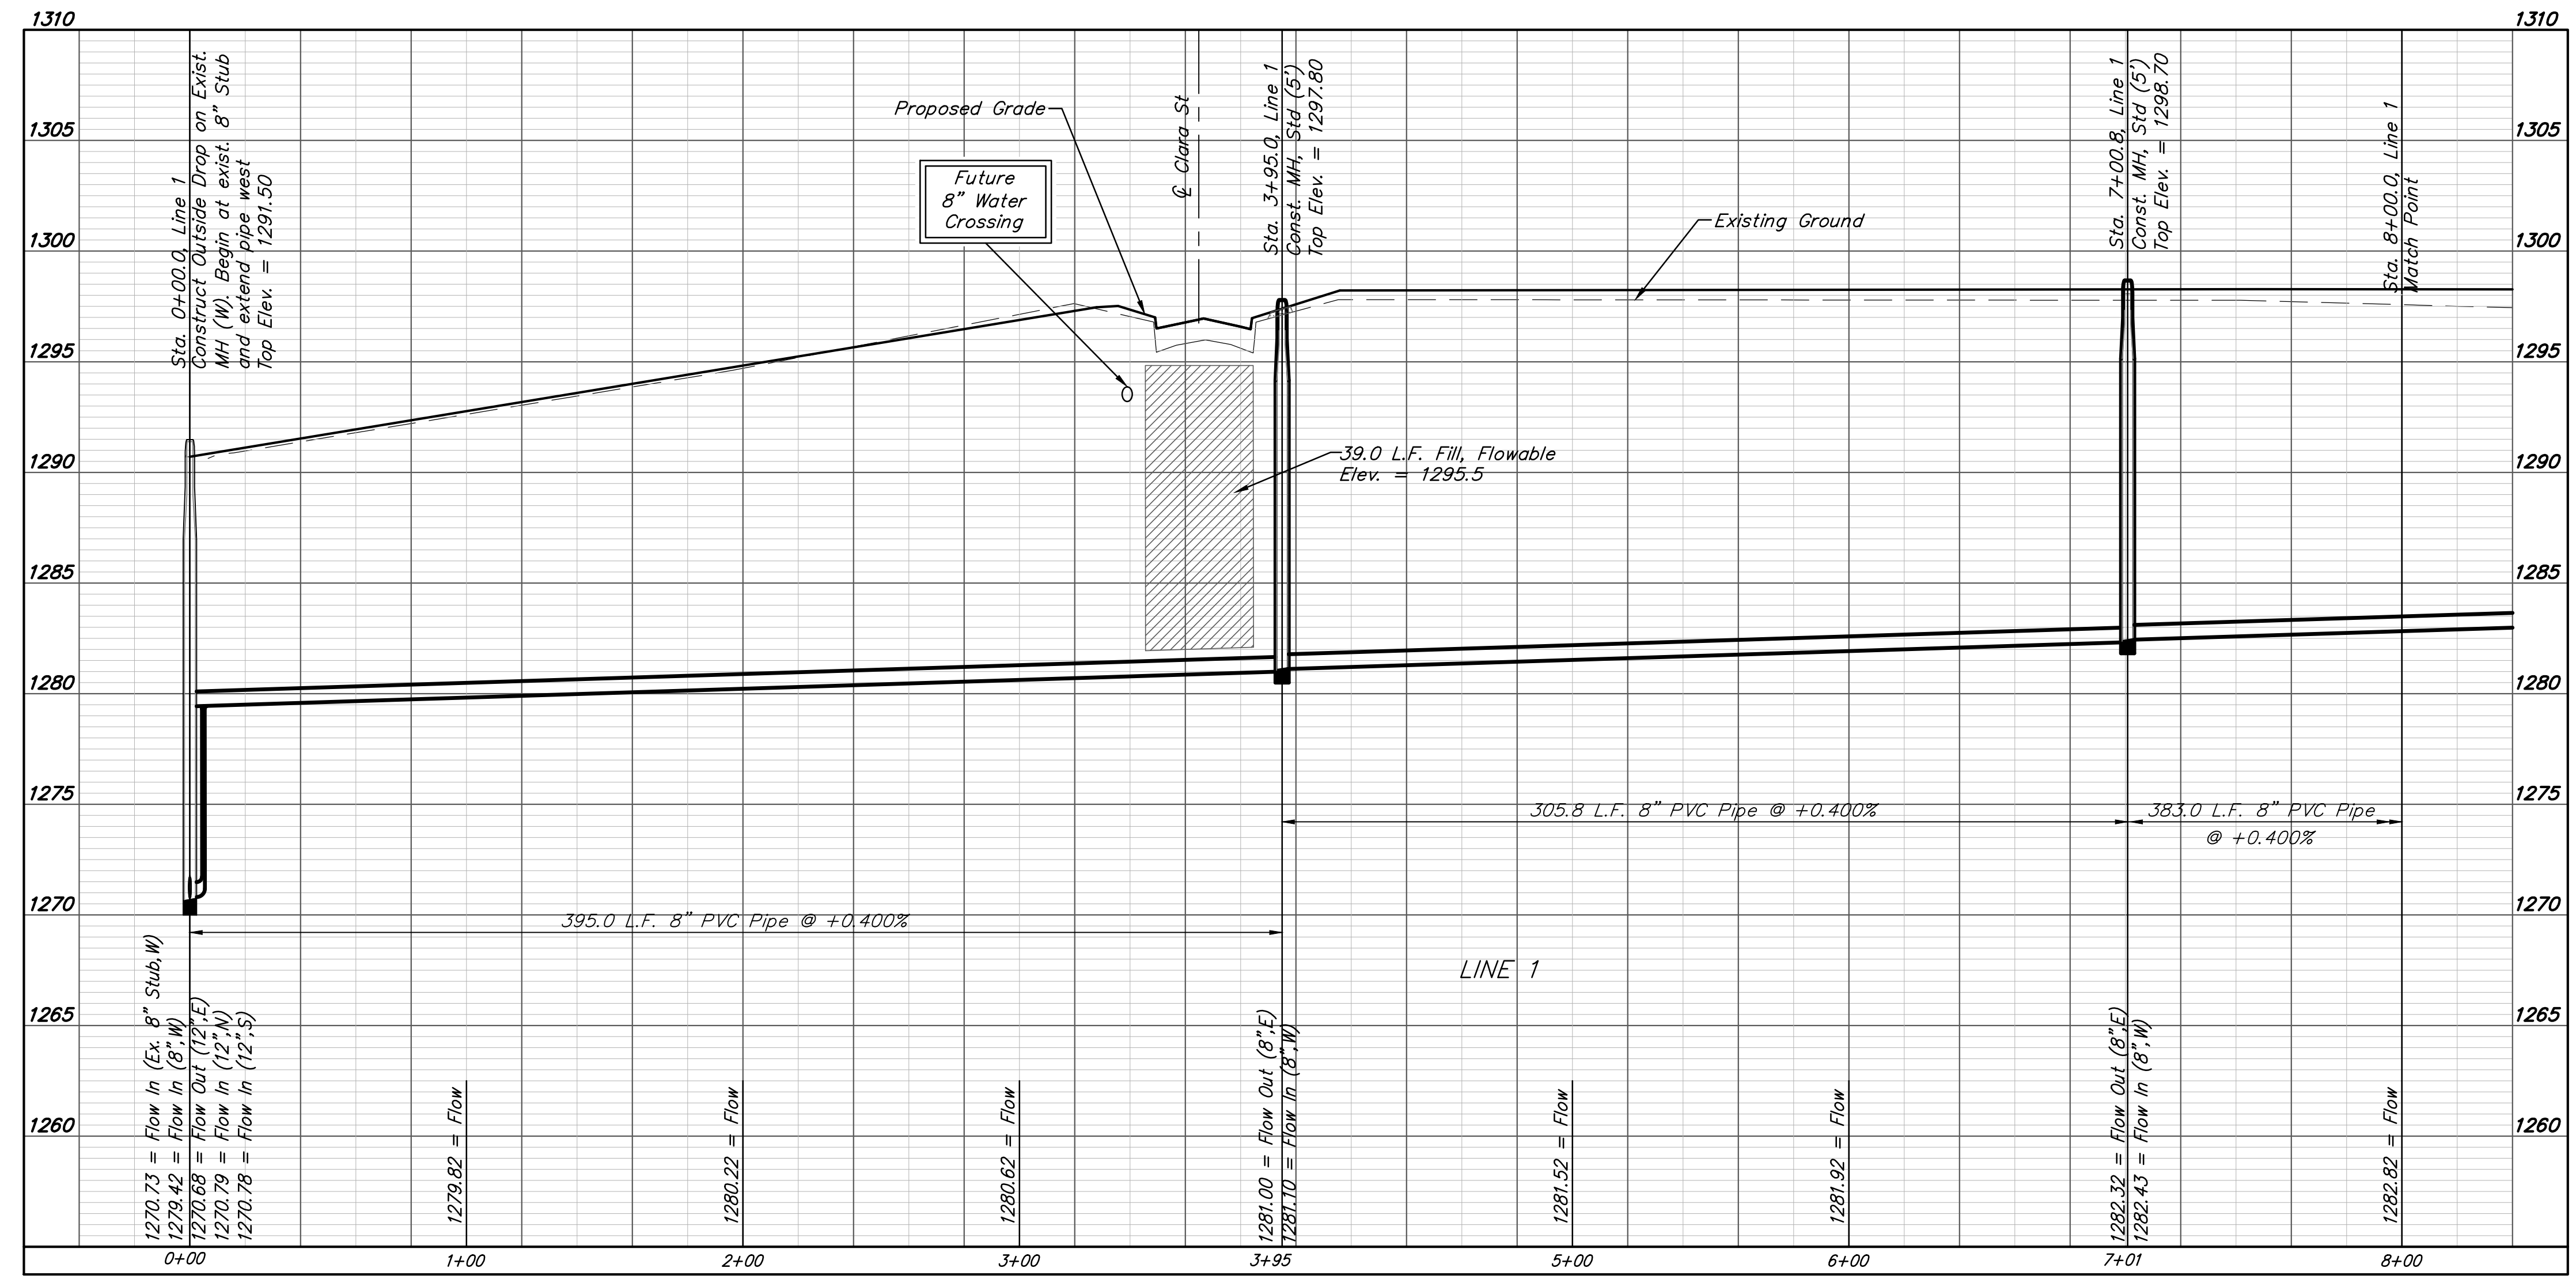 1310
1310
1305
1305
1300
1300
1295
1295
1290
1290
1285
1285
1280
1280
1275
1275
1270
1270
1265
1265
1260
1260
Sta. 0+00.0, Line 1
Construct Outside Drop on Exist.
MH (W). Begin at exist. 8" Stub
and extend pipe west
Top Elev. = 1291.50
Proposed Grade
Future
8" Water
Crossing
℄ Clara St
Sta. 3+95.0, Line 1
Const. MH, Std (5')
Top Elev. = 1297.80
Existing Ground
Sta. 7+00.8, Line 1
Const. MH, Std (5')
Top Elev. = 1298.70
Sta. 8+00.0, Line 1
Match Point
39.0 L.F. Fill, Flowable
Elev. = 1295.5
305.8 L.F. 8" PVC Pipe @ +0.400%
383.0 L.F. 8" PVC Pipe
@ +0.400%
395.0 L.F. 8" PVC Pipe @ +0.400%
LINE 1
1270.73 = Flow In (Ex. 8" Stub,W)
1279.42 = Flow In (8",W)
1270.68 = Flow Out (12",E)
1270.79 = Flow In (12",N)
1270.78 = Flow In (12",S)
1279.82 = Flow
1280.22 = Flow
1280.62 = Flow
1281.00 = Flow Out (8",E)
1281.10 = Flow In (8",W)
1281.52 = Flow
1281.92 = Flow
1282.32 = Flow Out (8",E)
1282.43 = Flow In (8",W)
1282.82 = Flow
0+00
1+00
2+00
3+00
3+95
5+00
6+00
7+01
8+00